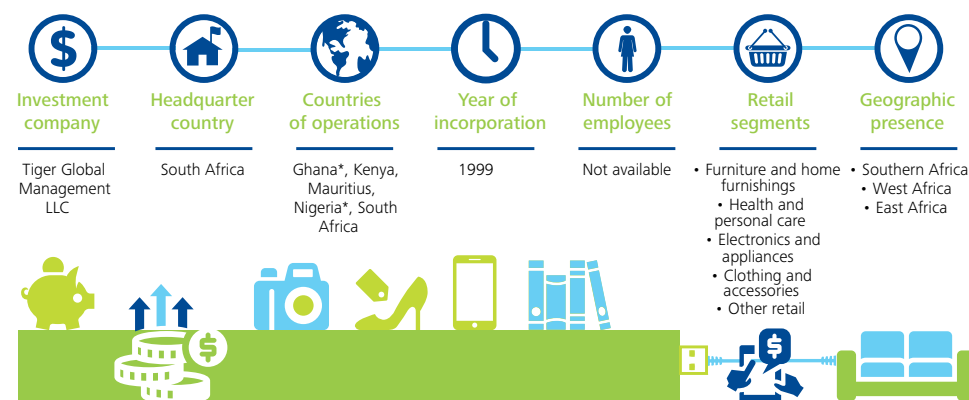 Investment
company
Tiger Global
Management
LLC
Headquarter
country
South Africa
Countries
of operations
Ghana*, Kenya,
Mauritius,
Nigeria*, South
Africa
Year of
incorporation
1999
Number of
employees
Not available
Retail
segments
• Furniture and home
furnishings
• Health and
personal care
• Electronics and
appliances
• Clothing and
accessories
• Other retail
Geographic
presence
• Southern Africa
• West Africa
• East Africa
$
$
$